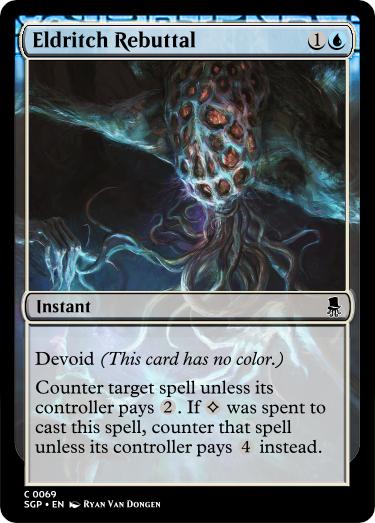 Eldritch Rebuttal 1
Instant
Devoid (This card has no color.)
Counter target spell unless its
controller pays 2. If ◇ was spent to
cast this spell, counter that spell
unless its controller pays 4 instead.
C 0069
SGP • EN Ryan Van Dongen